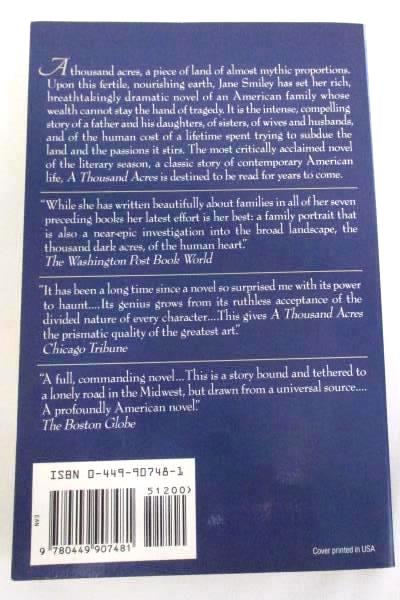 A thousand acres, a piece of land of almost mythic proportions.
Upon this fertile, nourishing earth, Jane Smiley has set her rich,
breathtakingly dramatic novel of an American family whose
wealth cannot stay the hand of tragedy. It is the intense, compelling
story of a father and his daughters, of sisters, of wives and husbands,
and of the human cost of a lifetime spent trying to subdue the
land and the passions it stirs. The most critically acclaimed novel
of the literary season, a classic story of contemporary American
life, A Thousand Acres is destined to be read for years to come.
"While she has written beautifully about families in all of her seven
preceding books her latest effort is her best: a family portrait that
is also a near-epic investigation into the broad landscape, the
thousand dark acres, of the human heart."
The Washington Post Book World
"It has been a long time since a novel so surprised me with its power
to haunt....Its genius grows from its ruthless acceptance of the
divided nature of every character...This gives A Thousand Acres
the prismatic quality of the greatest art."
Chicago Tribune
"A full, commanding novel...This is a story bound and tethered to
a lonely road in the Midwest, but drawn from a universal source....
A profoundly American novel."
The Boston Globe
ISBN 0-449-90748-1
51200>
EAN
9 780449 907481
Cover printed in USA